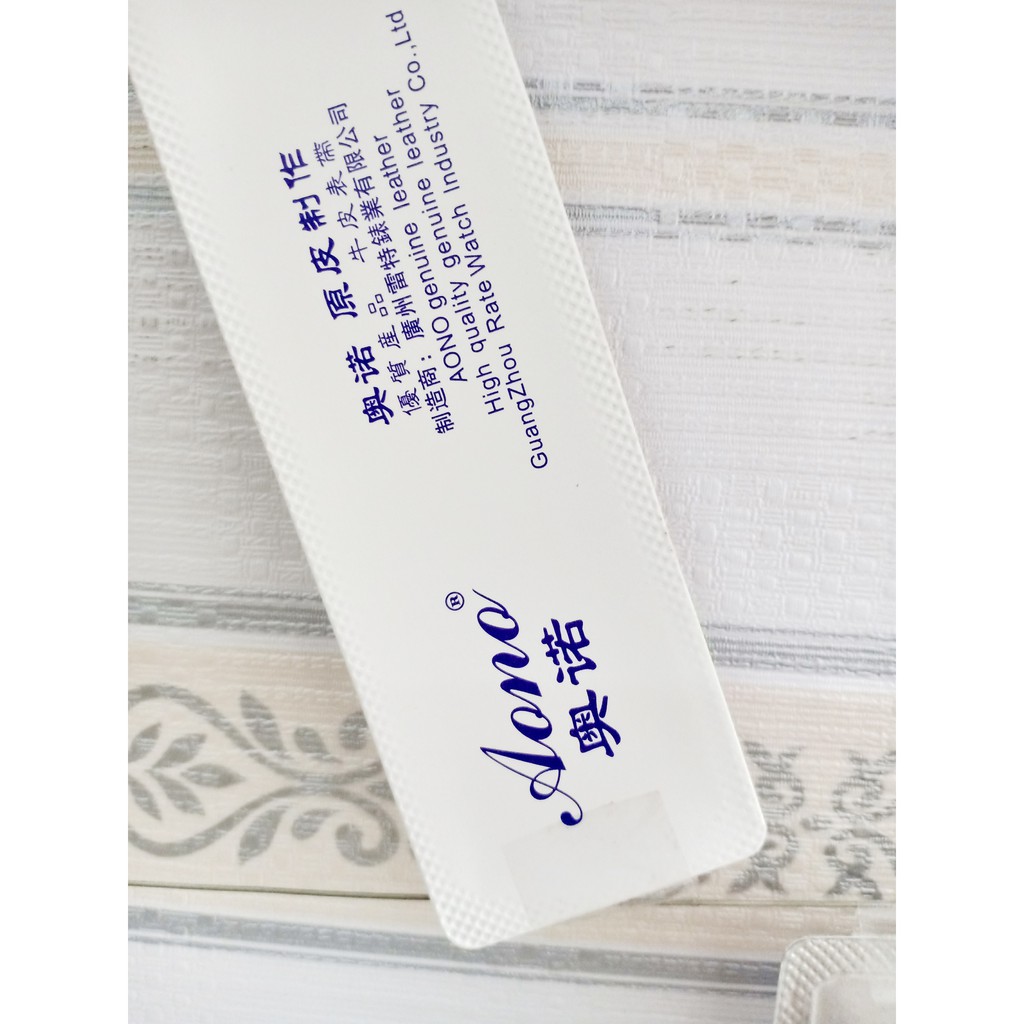 奥诺 原皮制作
優質産品 牛皮表帶
制造商：廣州雷特錶業有限公司
AONO genuine leather
High quality genuine leather
GuangZhou Rate Watch Industry Co.,Ltd
Aono®
奥诺